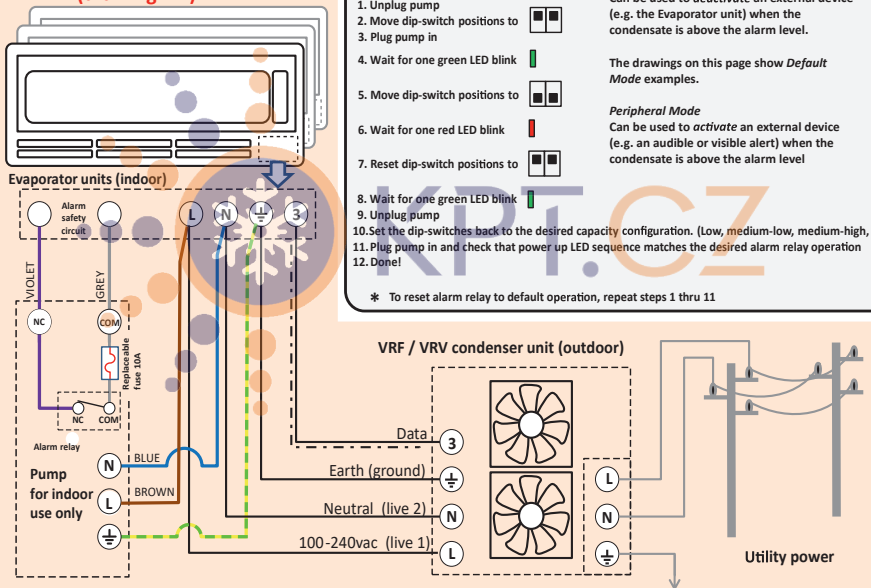 1. Unplug pump
2. Move dip-switch positions to
3. Plug pump in
4. Wait for one green LED blink
5. Move dip-switch positions to
6. Wait for one red LED blink
7. Reset dip-switch positions to
8. Wait for one green LED blink
9. Unplug pump
10.Set the dip-switches back to the desired capacity configuration. (Low, medium-low, medium-high,
11. Plug pump in and check that power up LED sequence matches the desired alarm relay operation
12. Done!
* To reset alarm relay to default operation, repeat steps 1 thru 11
(e.g. the Evaporator unit) when the
condensate is above the alarm level.
The drawings on this page show Default
Mode examples.
Peripheral Mode
Can be used to activate an external device
(e.g. an audible or visible alert) when the
condensate is above the alarm level
KPT.CZ
Evaporator units (indoor)
Alarm
safety
circuit
L
N
3
VIOLET
GREY
NC
COM
Replaceable
fuse 10A
NC
COM
Alarm relay
Pump
for indoor
use only
N
BLUE
L
BROWN
VRF / VRV condenser unit (outdoor)
Data
3
Earth (ground)
Neutral (live 2)
N
100-240vac (live 1)
L
L
N
Utility power